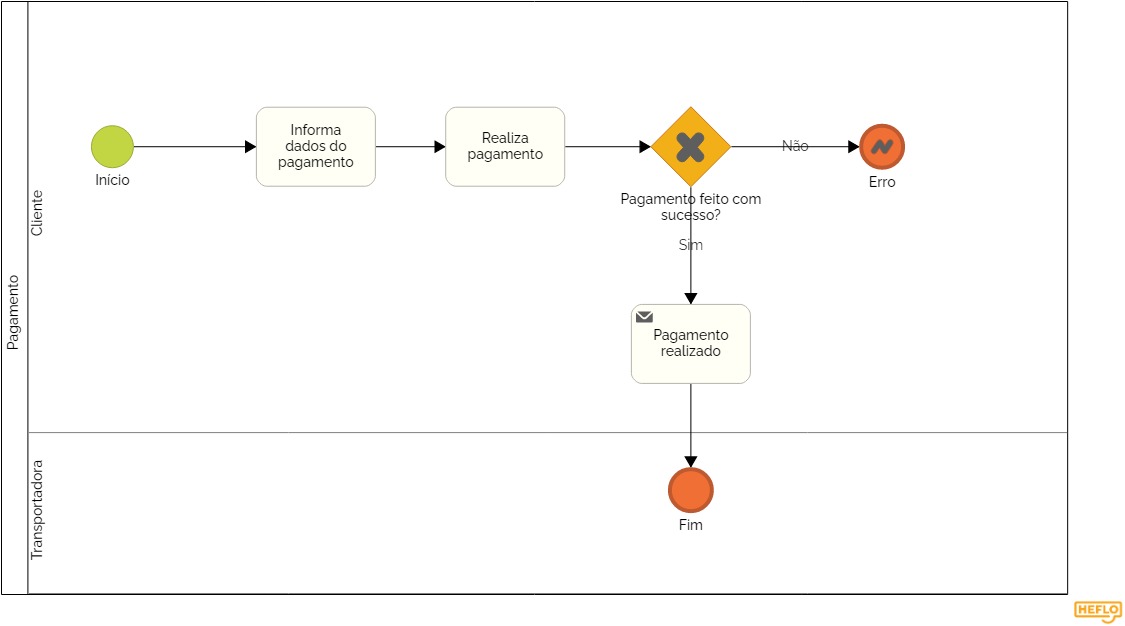 Pagamento
Cliente
Início
Informa
dados do
pagamento
Realiza
pagamento
Não
Erro
Pagamento feito com
sucesso?
Sim
Pagamento
realizado
Transportadora
Fim
HEFLO